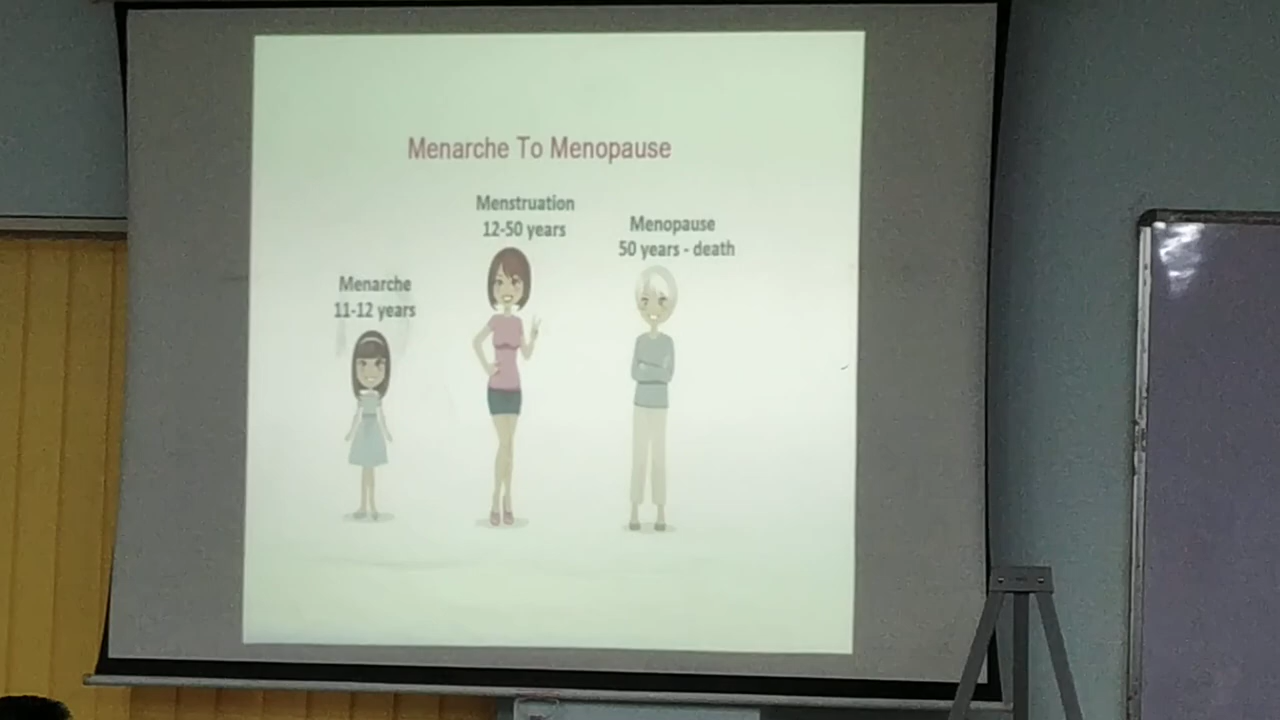 Menarche To Menopause
Menstruation
12-50 years
Menopause
50 years - death
Menarche
11-12 years